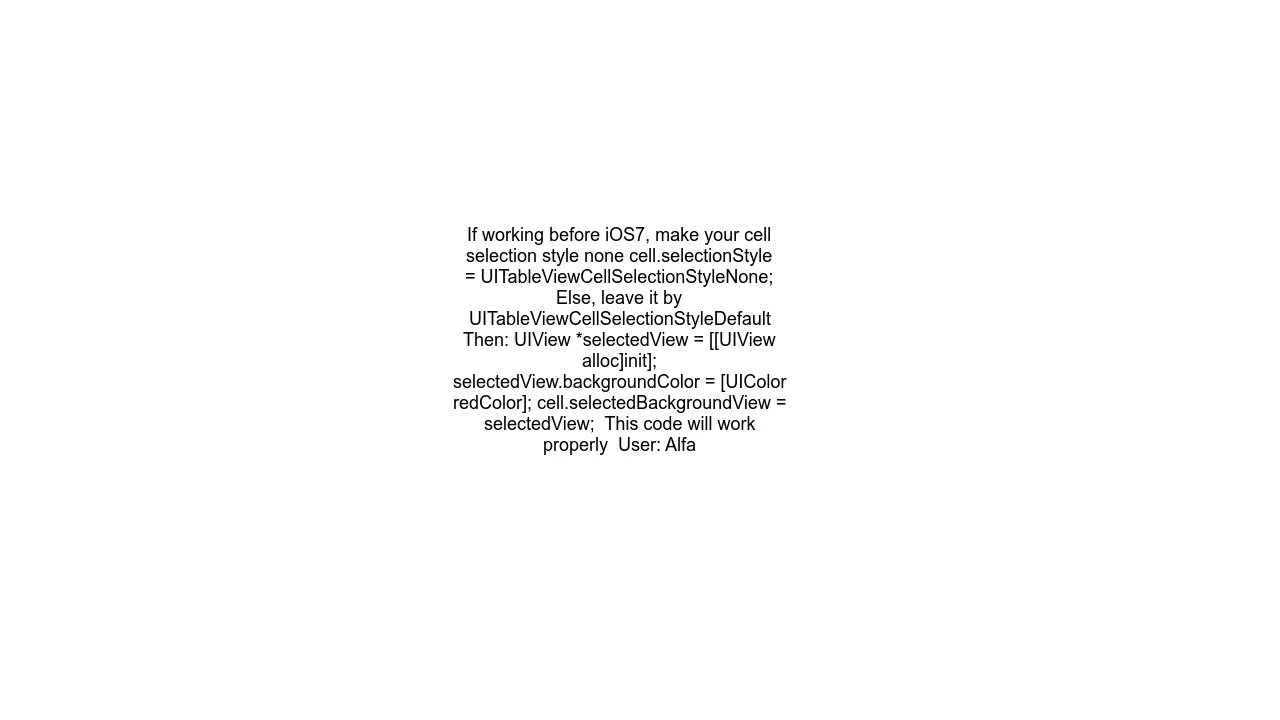 If working before iOS7, make your cell
selection style none cell.selectionStyle
= UITableViewCellSelectionStyleNone;
Else, leave it by
UITableViewCellSelectionStyleDefault
Then: UIView *selectedView = [[UIView
alloc]init];
selectedView.backgroundColor = [UIColor
redColor]; cell.selectedBackgroundView =
selectedView;  This code will work
properly  User: Alfa